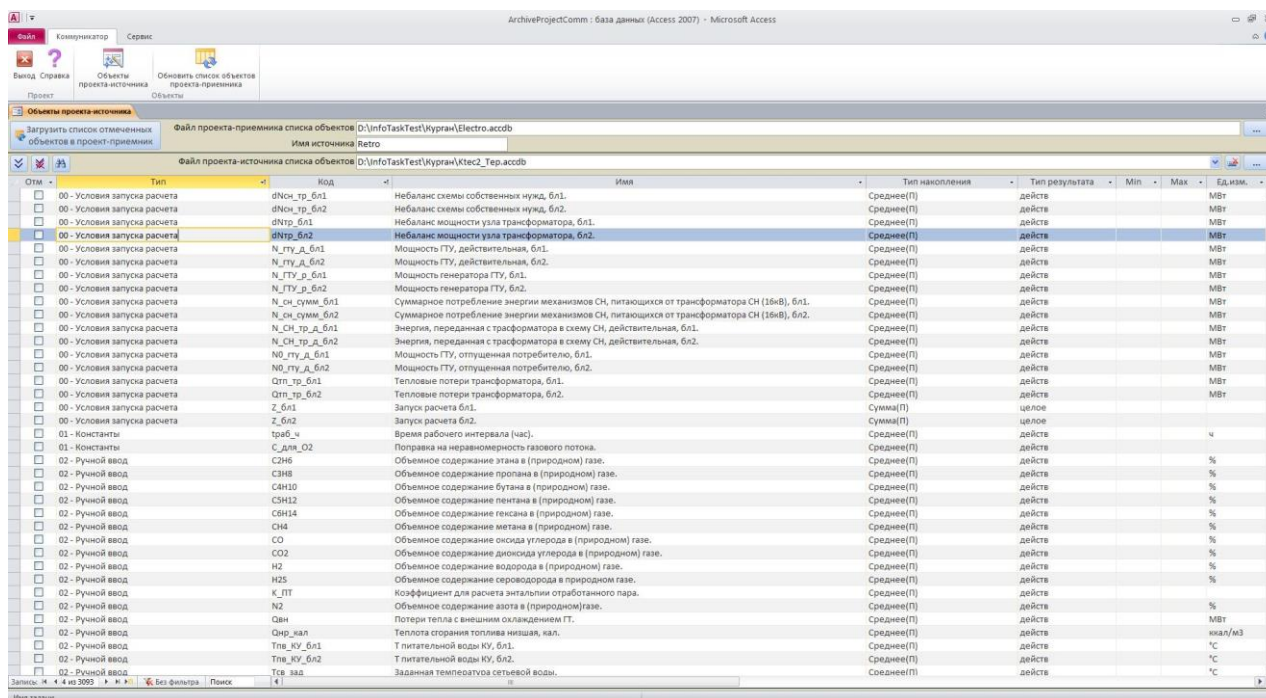 ArchiveProjectComm : база данных (Access 2007) - Microsoft Access
Файл Коммуникатор Сервис
Выход Справка Объекты проекта-источника Обновить список объектов проекта-приемника
Проект Объекты
Объекты проекта-источника
Загрузить список отмеченных объектов в проект-приемник Файл проекта-приемника списка объектов D:\InfoTaskTest\Курган\Electro.accdb ...
Имя источника Retro
Файл проекта-источника списка объектов D:\InfoTaskTest\Курган\Ktec2_Tep.accdb ...
Отм Тип Код Имя Тип накопления Тип результата Min Max Ед.изм.
00 - Условия запуска расчета dNсн_тр_бл1 Небаланс схемы собственных нужд, бл1. Среднее(П) действ МВт
00 - Условия запуска расчета dNсн_тр_бл2 Небаланс схемы собственных нужд, бл2. Среднее(П) действ МВт
00 - Условия запуска расчета dNтр_бл1 Небаланс мощности узла трансформатора, бл1. Среднее(П) действ МВт
00 - Условия запуска расчета dNтр_бл2 Небаланс мощности узла трансформатора, бл2. Среднее(П) действ МВт
00 - Условия запуска расчета N_гту_д_бл1 Мощность ГТУ, действительная, бл1. Среднее(П) действ МВт
00 - Условия запуска расчета N_гту_д_бл2 Мощность ГТУ, действительная, бл2. Среднее(П) действ МВт
00 - Условия запуска расчета N_ГТУ_р_бл1 Мощность генератора ГТУ, бл1. Среднее(П) действ МВт
00 - Условия запуска расчета N_ГТУ_р_бл2 Мощность генератора ГТУ, бл2. Среднее(П) действ МВт
00 - Условия запуска расчета N_сн_сумм_бл1 Суммарное потребление энергии механизмов СН, питающихся от трансформатора СН (16кВ), бл1. Среднее(П) действ МВт
00 - Условия запуска расчета N_сн_сумм_бл2 Суммарное потребление энергии механизмов СН, питающихся от трансформатора СН (16кВ), бл2. Среднее(П) действ МВт
00 - Условия запуска расчета N_СН_тр_д_бл1 Энергия, переданная с трасформатора в схему СН, действительная, бл1. Среднее(П) действ МВт
00 - Условия запуска расчета N_СН_тр_д_бл2 Энергия, переданная с трасформатора в схему СН, действительная, бл2. Среднее(П) действ МВт
00 - Условия запуска расчета N0_гту_д_бл1 Мощность ГТУ, отпущенная потребителю, бл1. Среднее(П) действ МВт
00 - Условия запуска расчета N0_гту_д_бл2 Мощность ГТУ, отпущенная потребителю, бл2. Среднее(П) действ МВт
00 - Условия запуска расчета Qтп_тр_бл1 Тепловые потери трансформатора, бл1. Среднее(П) действ МВт
00 - Условия запуска расчета Qтп_тр_бл2 Тепловые потери трансформатора, бл2. Среднее(П) действ МВт
00 - Условия запуска расчета Z_бл1 Запуск расчета бл1. Сумма(П) целое
00 - Условия запуска расчета Z_бл2 Запуск расчета бл2. Сумма(П) целое
01 - Константы tраб_ч Время рабочего интервала (час). Среднее(П) действ ч
01 - Константы С_для_О2 Поправка на неравномерность газового потока. Среднее(П) действ
02 - Ручной ввод C2H6 Объемное содержание этана в (природном) газе. Среднее(П) действ %
02 - Ручной ввод C3H8 Объемное содержание пропана в (природном) газе. Среднее(П) действ %
02 - Ручной ввод C4H10 Объемное содержание бутана в (природном) газе. Среднее(П) действ %
02 - Ручной ввод C5H12 Объемное содержание пентана в (природном) газе. Среднее(П) действ %
02 - Ручной ввод C6H14 Объемное содержание гексана в (природном) газе. Среднее(П) действ %
02 - Ручной ввод CH4 Объемное содержание метана в (природном) газе. Среднее(П) действ %
02 - Ручной ввод CO Объемное содержание оксида углерода в (природном) газе. Среднее(П) действ %
02 - Ручной ввод CO2 Объемное содержание диоксида углерода в (природном) газе. Среднее(П) действ %
02 - Ручной ввод H2 Объемное содержание водорода в (природном) газе. Среднее(П) действ %
02 - Ручной ввод H2S Объемное содержание сероводорода в природном газе. Среднее(П) действ %
02 - Ручной ввод К_ПТ Коэффициент для расчета энтальпии отработанного пара. Среднее(П) действ
02 - Ручной ввод N2 Объемное содержание азота в (природном)газе. Среднее(П) действ %
02 - Ручной ввод Qвн Потери тепла с внешним охлаждением ГТ. Среднее(П) действ МВт
02 - Ручной ввод Qнр_кал Теплота сгорания топлива низшая, кал. Среднее(П) действ ккал/м3
02 - Ручной ввод Тпв_КУ_бл1 Т питательной воды КУ, бл1. Среднее(П) действ °C
02 - Ручной ввод Тпв_КУ_бл2 Т питательной воды КУ, бл2. Среднее(П) действ °C
02 - Ручной ввод Тсв_зад Заданная температура сетевой воды. Среднее(П) действ °C
Запись: 4 из 3093 Без фильтра Поиск